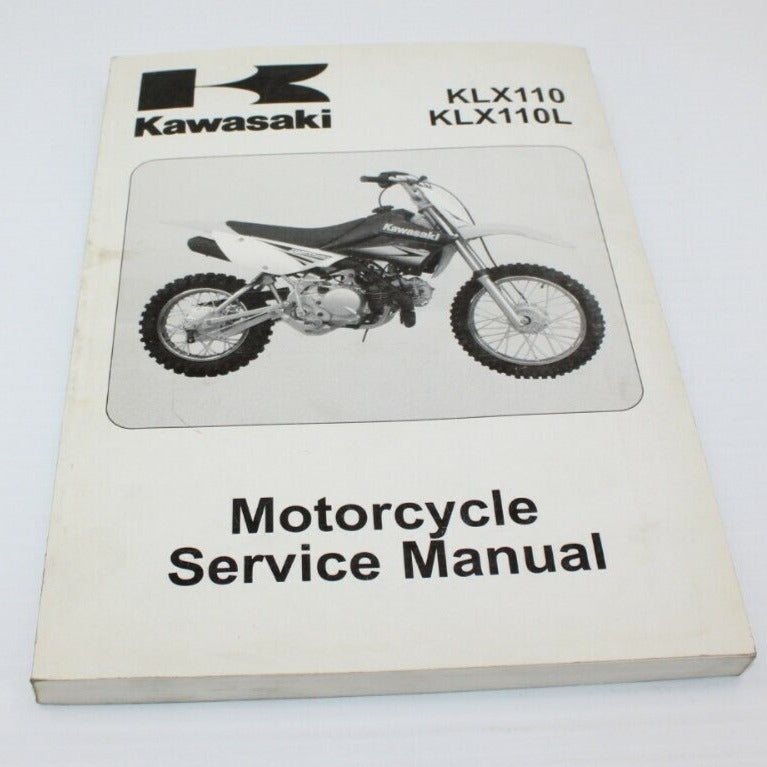 Kawasaki
KLX110
KLX110L
Kawasaki
Motorcycle
Service Manual